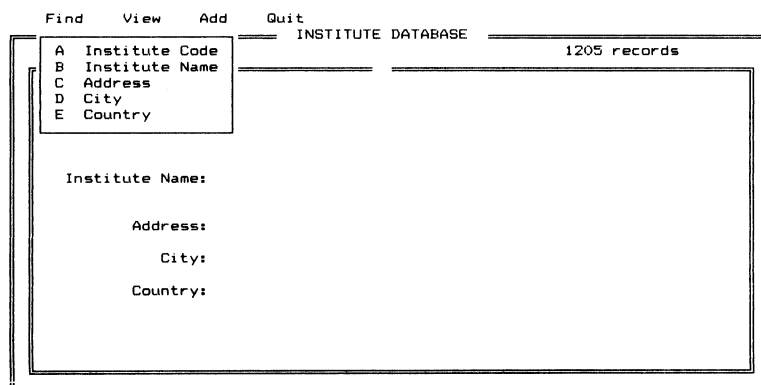 Find View Add Quit
INSTITUTE DATABASE
1205 records
A Institute Code
B Institute Name
C Address
D City
E Country
Institute Name:
Address:
City:
Country: